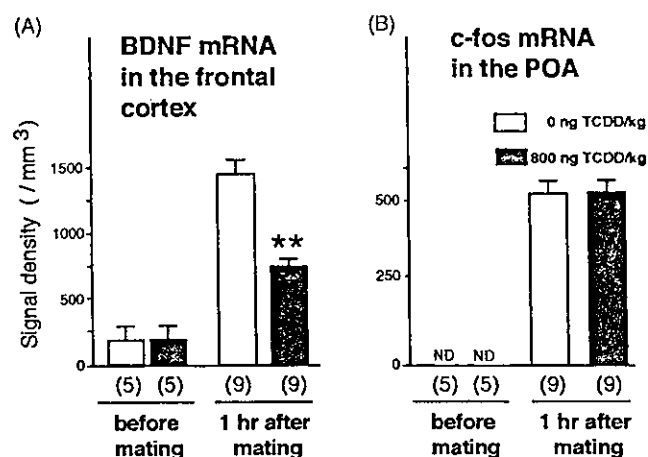 (A)
BDNF mRNA
in the frontal
cortex
Signal density ( /mm³)
1500
1000
750
500
0
**
(5) (5) (9) (9)
before
mating
1 hr after
mating
(B)
c-fos mRNA
in the POA
0 ng TCDD/kg
800 ng TCDD/kg
500
250
0
ND ND
(5) (5) (9) (9)
before
mating
1 hr after
mating